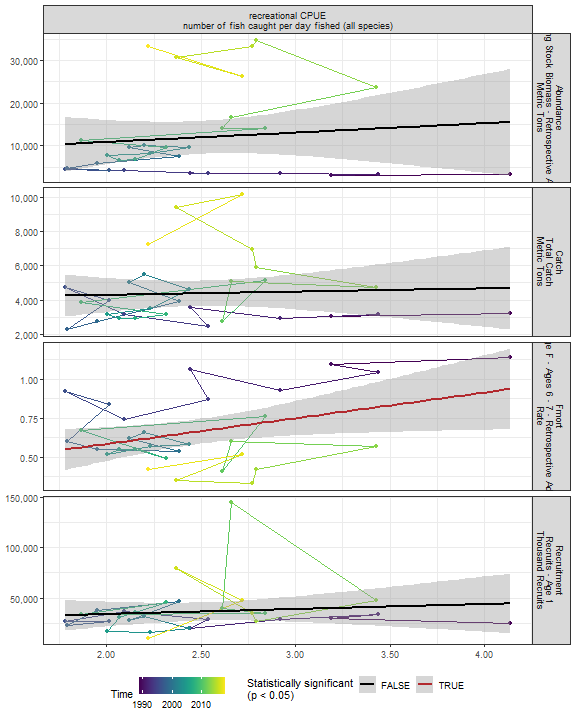 recreational CPUE
number of fish caught per day fished (all species)
30,000
20,000
10,000
Abundance
Stock Biomass - Retrospective
Metric Tons
10,000
8,000
6,000
4,000
2,000
Catch
Total Catch
Metric Tons
1.00
0.75
0.50
Fmort
F - Ages 6 - 7 - Retrospective
Rate
150,000
100,000
50,000
Recruitment
Recruits - Age 1
Thousand Recruits
2.00
2.50
3.00
3.50
4.00
Time
1990
2000
2010
Statistically significant
(p < 0.05)
FALSE
TRUE